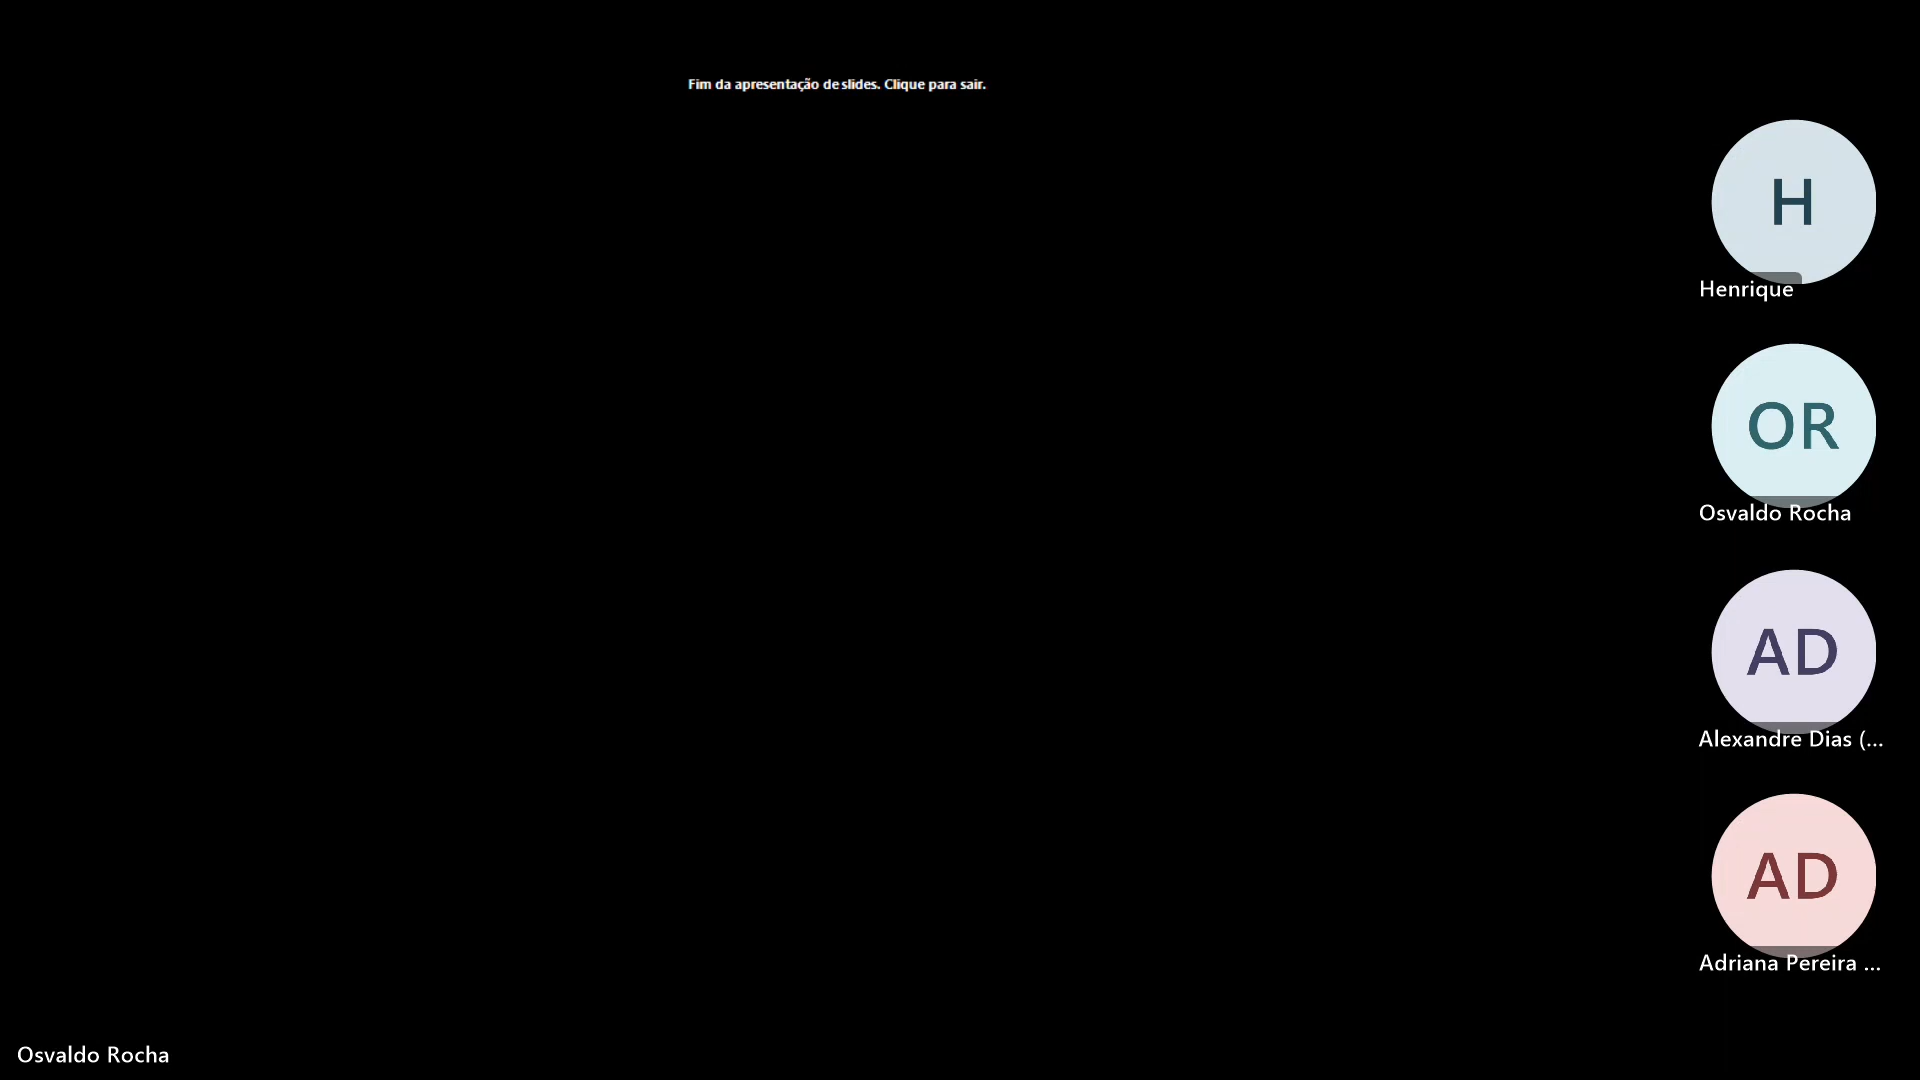 Fim da apresentação de slides. Clique para sair.
H
Henrique
OR
Osvaldo Rocha
AD
Alexandre Dias (...
AD
Adriana Pereira ...
Osvaldo Rocha